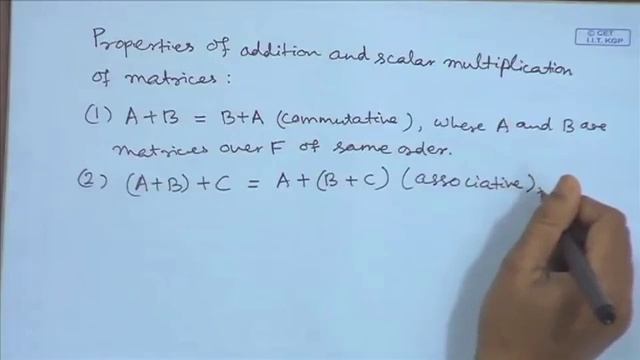 © CET
I.I.T. KGP
Properties of addition and scalar multiplication
of matrices :
(1) A+B = B+A (commutative), where A and B are
matrices over F of same order.
(2) (A+B)+C = A+(B+C) (associative),